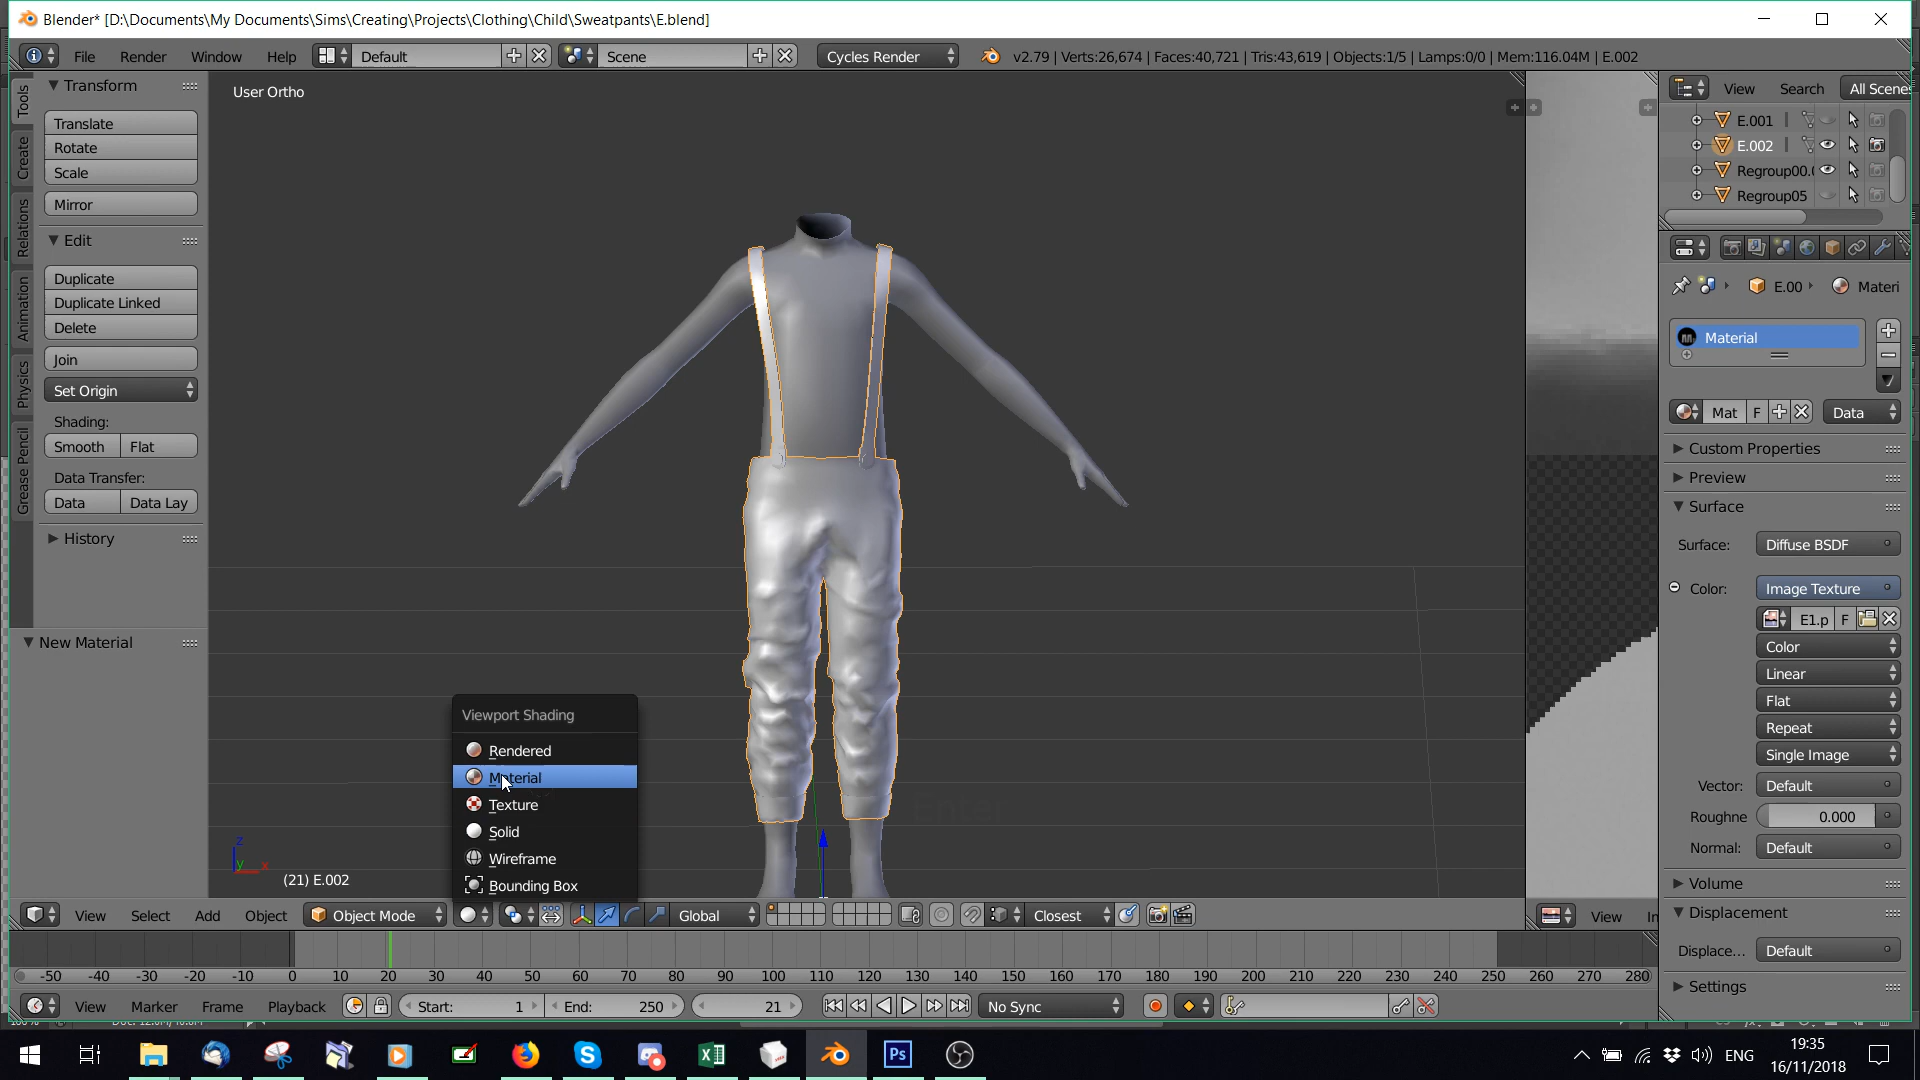 Blender* [D:\Documents\My Documents\Sims\Creating\Projects\Clothing\Child\Sweatpants\E.blend]
File Render Window Help Default Scene Cycles Render v2.79 | Verts:26,674 | Faces:40,721 | Tris:43,619 | Objects:1/5 | Lamps:0/0 | Mem:116.04M | E.002
Tools
Create
Relations
Animation
Physics
Grease Pencil
Transform
Translate
Rotate
Scale
Mirror
Edit
Duplicate
Duplicate Linked
Delete
Join
Set Origin
Shading:
Smooth Flat
Data Transfer:
Data Data Lay
History
New Material
User Ortho
Enter
Viewport Shading
Rendered
Material
Texture
Solid
Wireframe
Bounding Box
z
y x
(21) E.002
View Select Add Object Object Mode Global Closest
View In
-50 -40 -30 -20 -10 0 10 20 30 40 50 60 70 80 90 100 110 120 130 140 150 160 170 180 190 200 210 220 230 240 250 260 270 280
View Marker Frame Playback Start: 1 End: 250 21 No Sync
View Search All Scenes
E.001
E.002
Regroup00.
Regroup05
E.00 Materi
Material
Mat F Data
Custom Properties
Preview
Surface
Surface: Diffuse BSDF
Color: Image Texture
E1.p F
Color
Linear
Flat
Repeat
Single Image
Vector: Default
Roughne 0.000
Normal: Default
Volume
Displacement
Displace... Default
Settings
Ps
ENG
19:35
16/11/2018